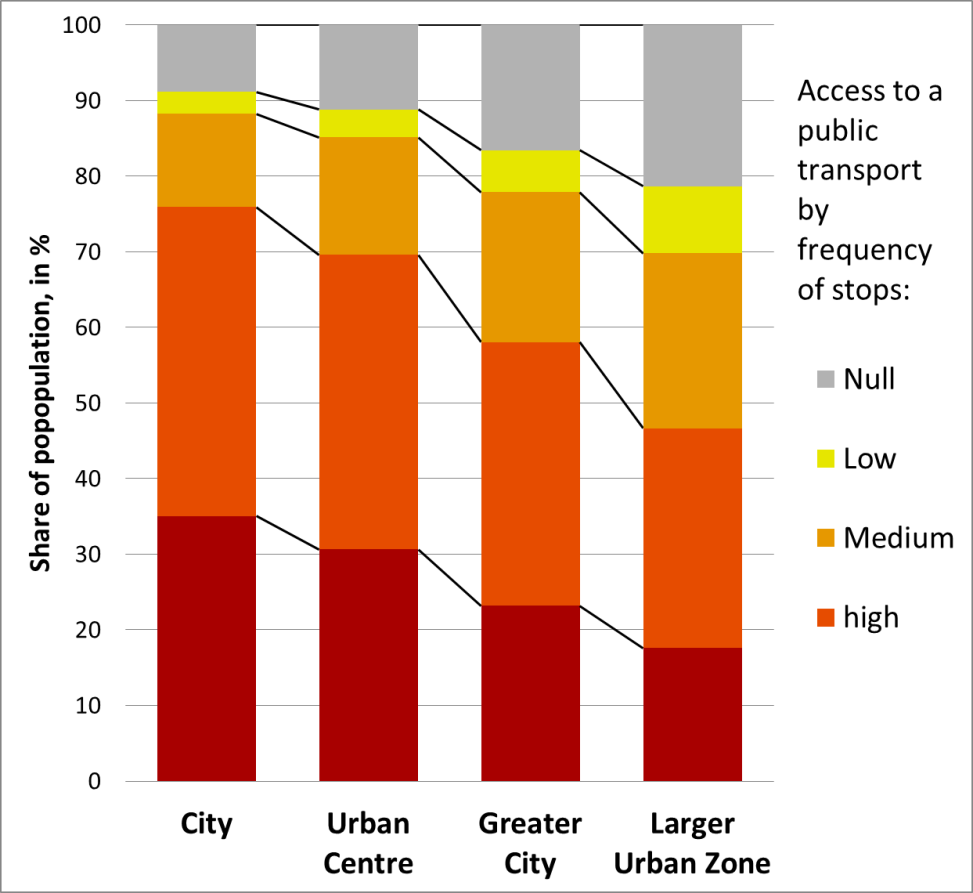 100
90
80
70
60
50
40
30
20
10
0
Share of popopulation, in %
City
Urban
Centre
Greater
City
Larger
Urban Zone
Access to a
public
transport
by
frequency
of stops:
Null
Low
Medium
high